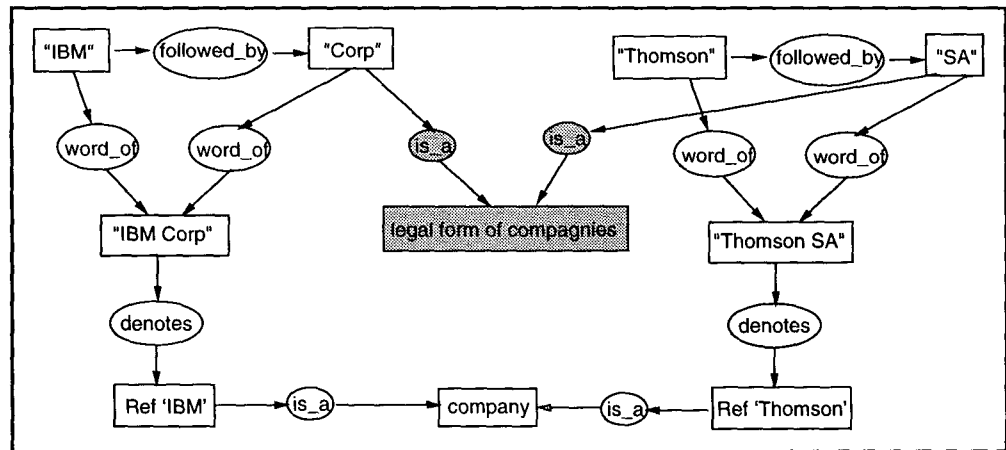 "IBM" followed_by "Corp" "Thomson" followed_by "SA"
word_of word_of is_a is_a word_of word_of
"IBM Corp" legal form of compagnies "Thomson SA"
denotes denotes
Ref 'IBM' is_a company is_a Ref 'Thomson'